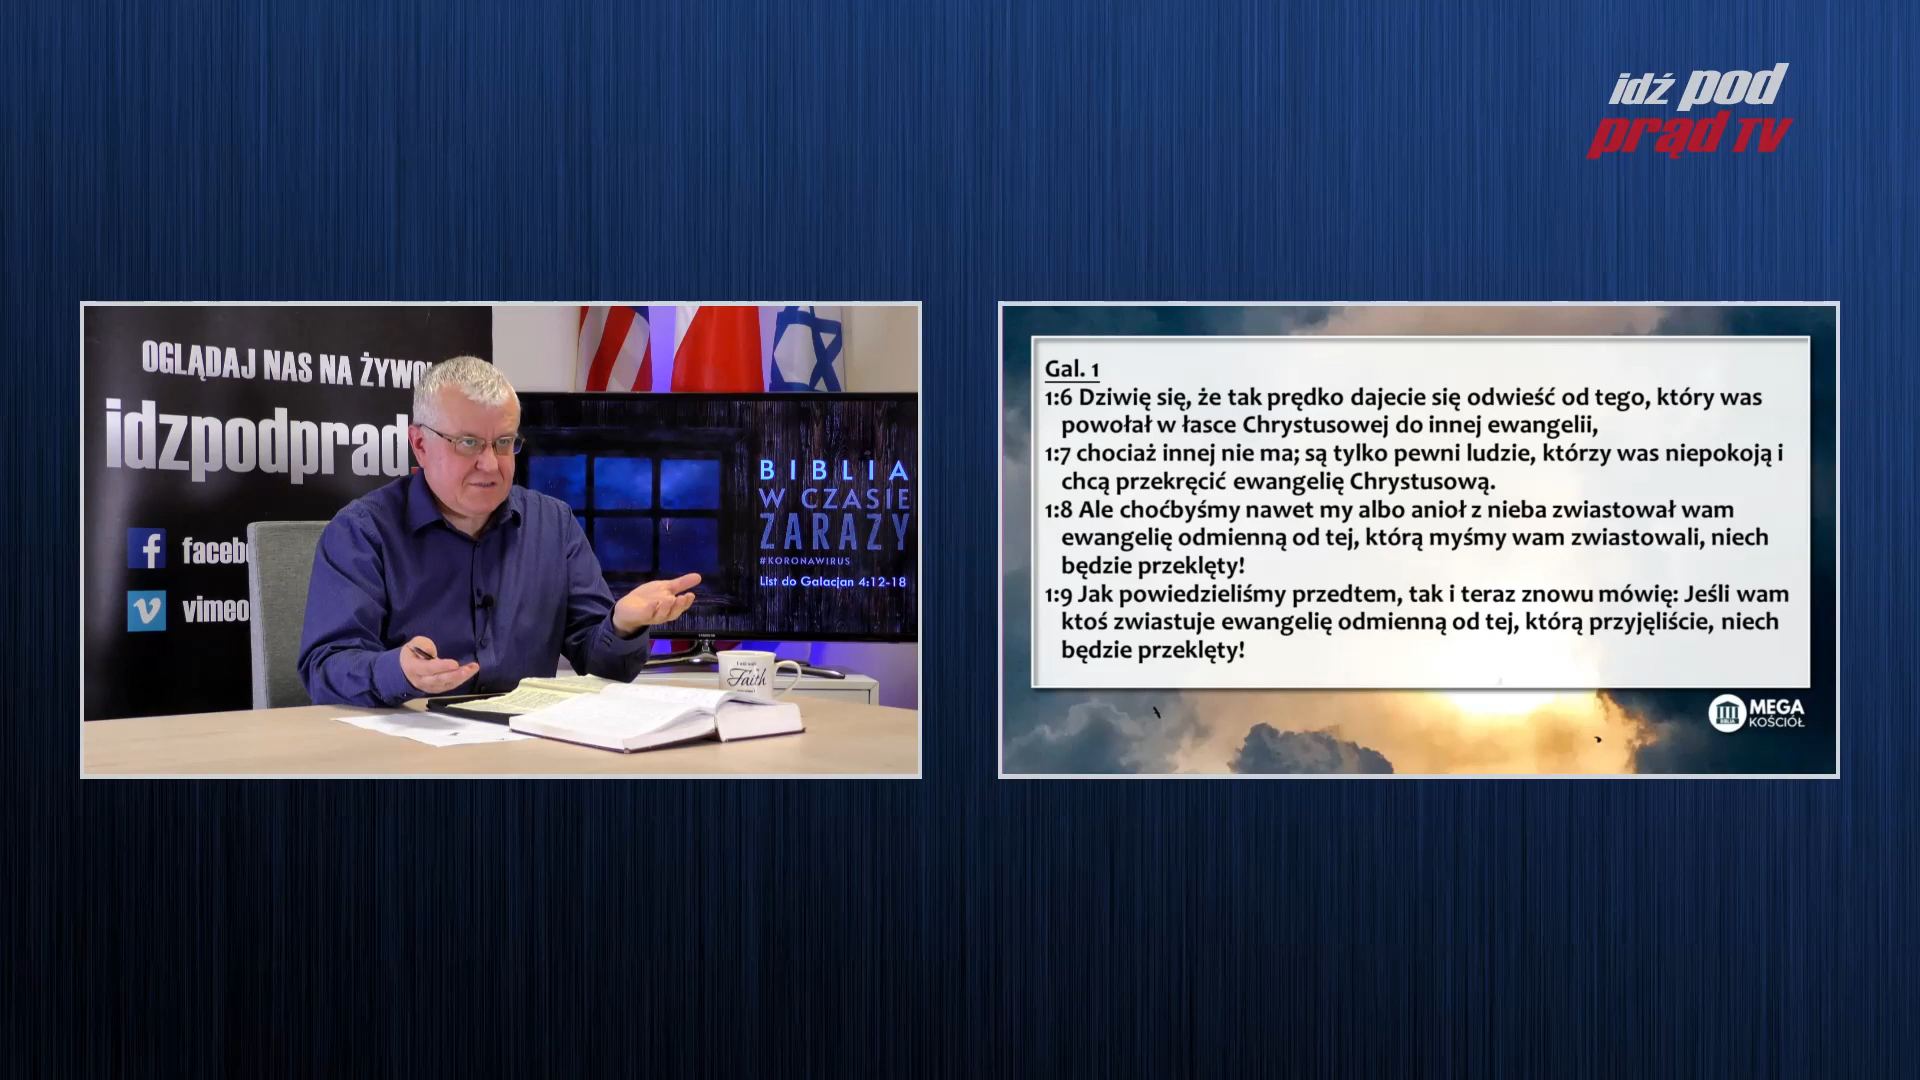 idź pod
prąd TV
OGLĄDAJ NAS NA ŻYWO
idzpodprad.
faceb
vimeo.
BIBLIA
W CZASIE
ZARAZY
#KORONAWIRUS
List do Galacjan 4:12-18
Faith
Gal. 1
1:6 Dziwię się, że tak prędko dajecie się odwieść od tego, który was
powołał w łasce Chrystusowej do innej ewangelii,
1:7 chociaż innej nie ma; są tylko pewni ludzie, którzy was niepokoją i
chcą przekręcić ewangelię Chrystusową.
1:8 Ale choćbyśmy nawet my albo anioł z nieba zwiastował wam
ewangelię odmienną od tej, którą myśmy wam zwiastowali, niech
będzie przeklęty!
1:9 Jak powiedzieliśmy przedtem, tak i teraz znowu mówię: Jeśli wam
ktoś zwiastuje ewangelię odmienną od tej, którą przyjęliście, niech
będzie przeklęty!
BIBLIA
MEGA
KOŚCIÓŁ